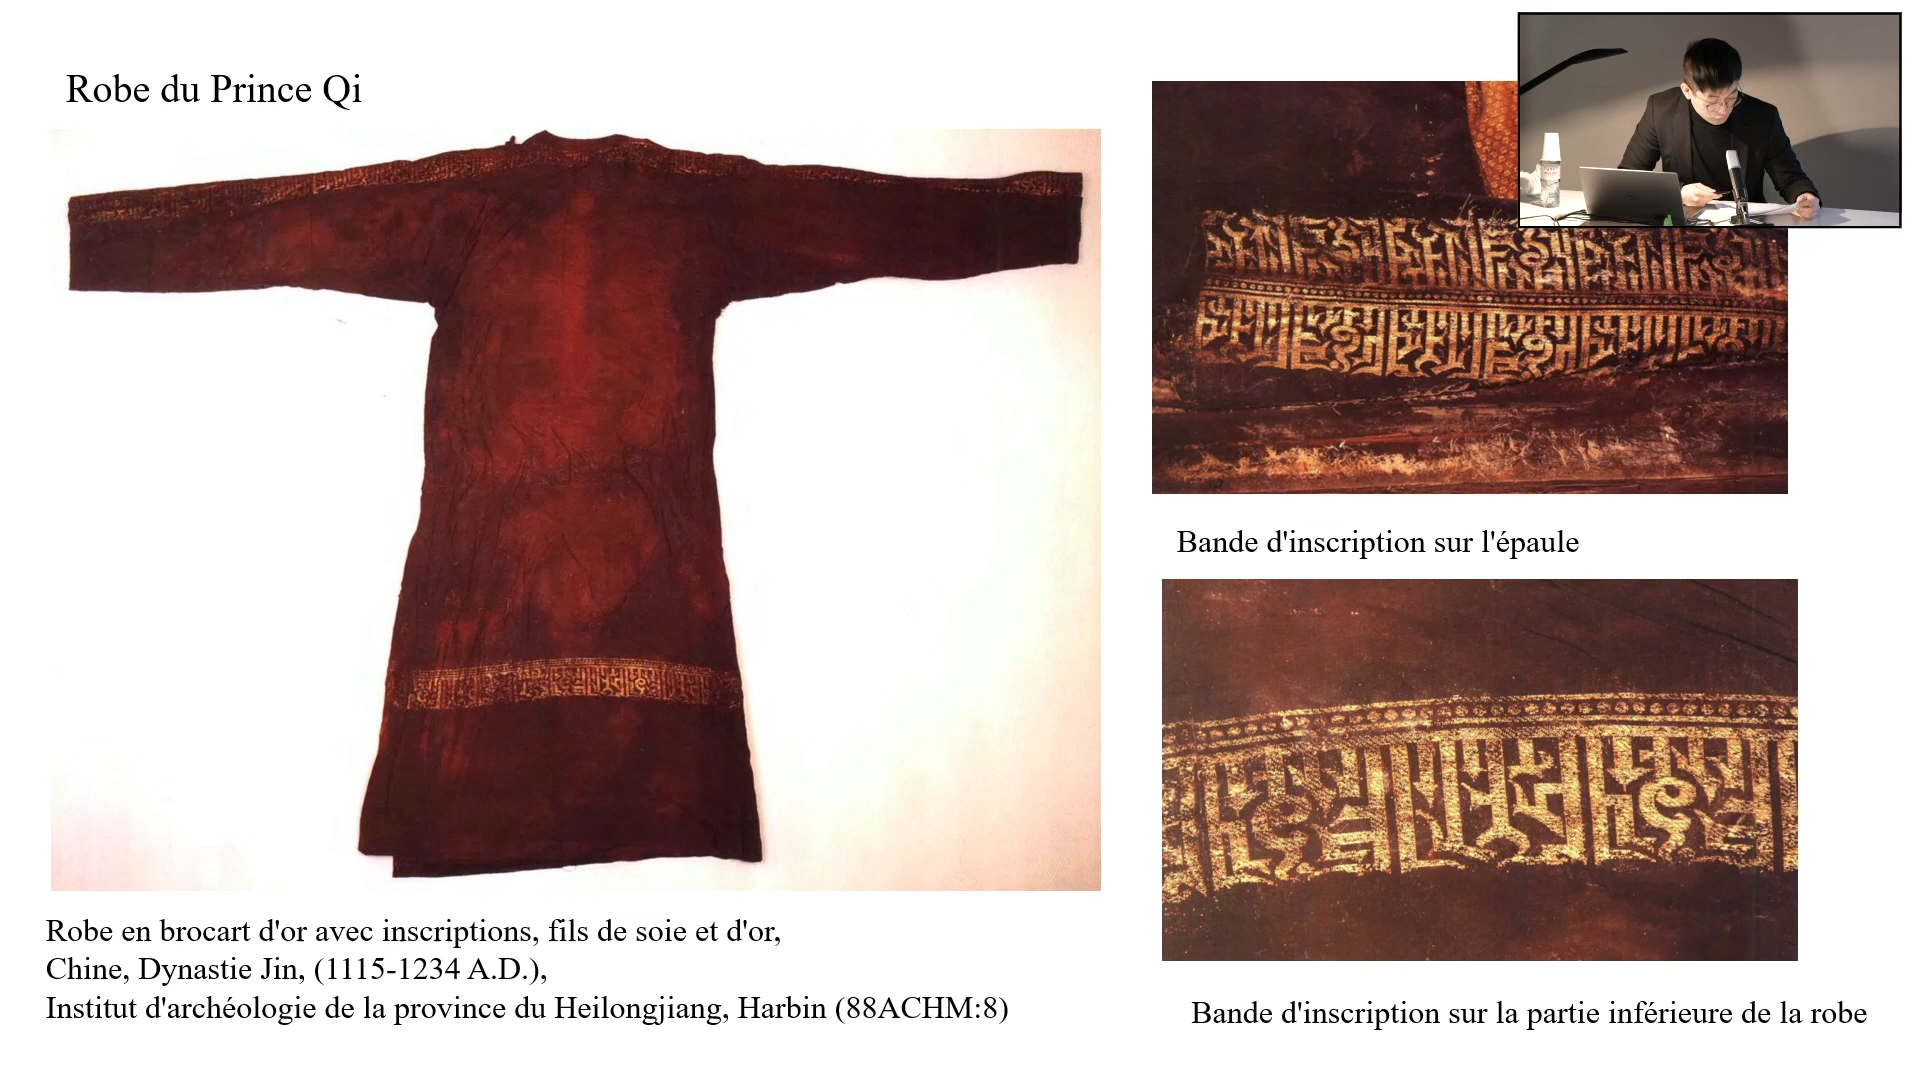 Robe du Prince Qi
Bande d'inscription sur l'épaule
Robe en brocart d'or avec inscriptions, fils de soie et d'or,
Chine, Dynastie Jin, (1115-1234 A.D.),
Institut d'archéologie de la province du Heilongjiang, Harbin (88ACHM:8)
Bande d'inscription sur la partie inférieure de la robe